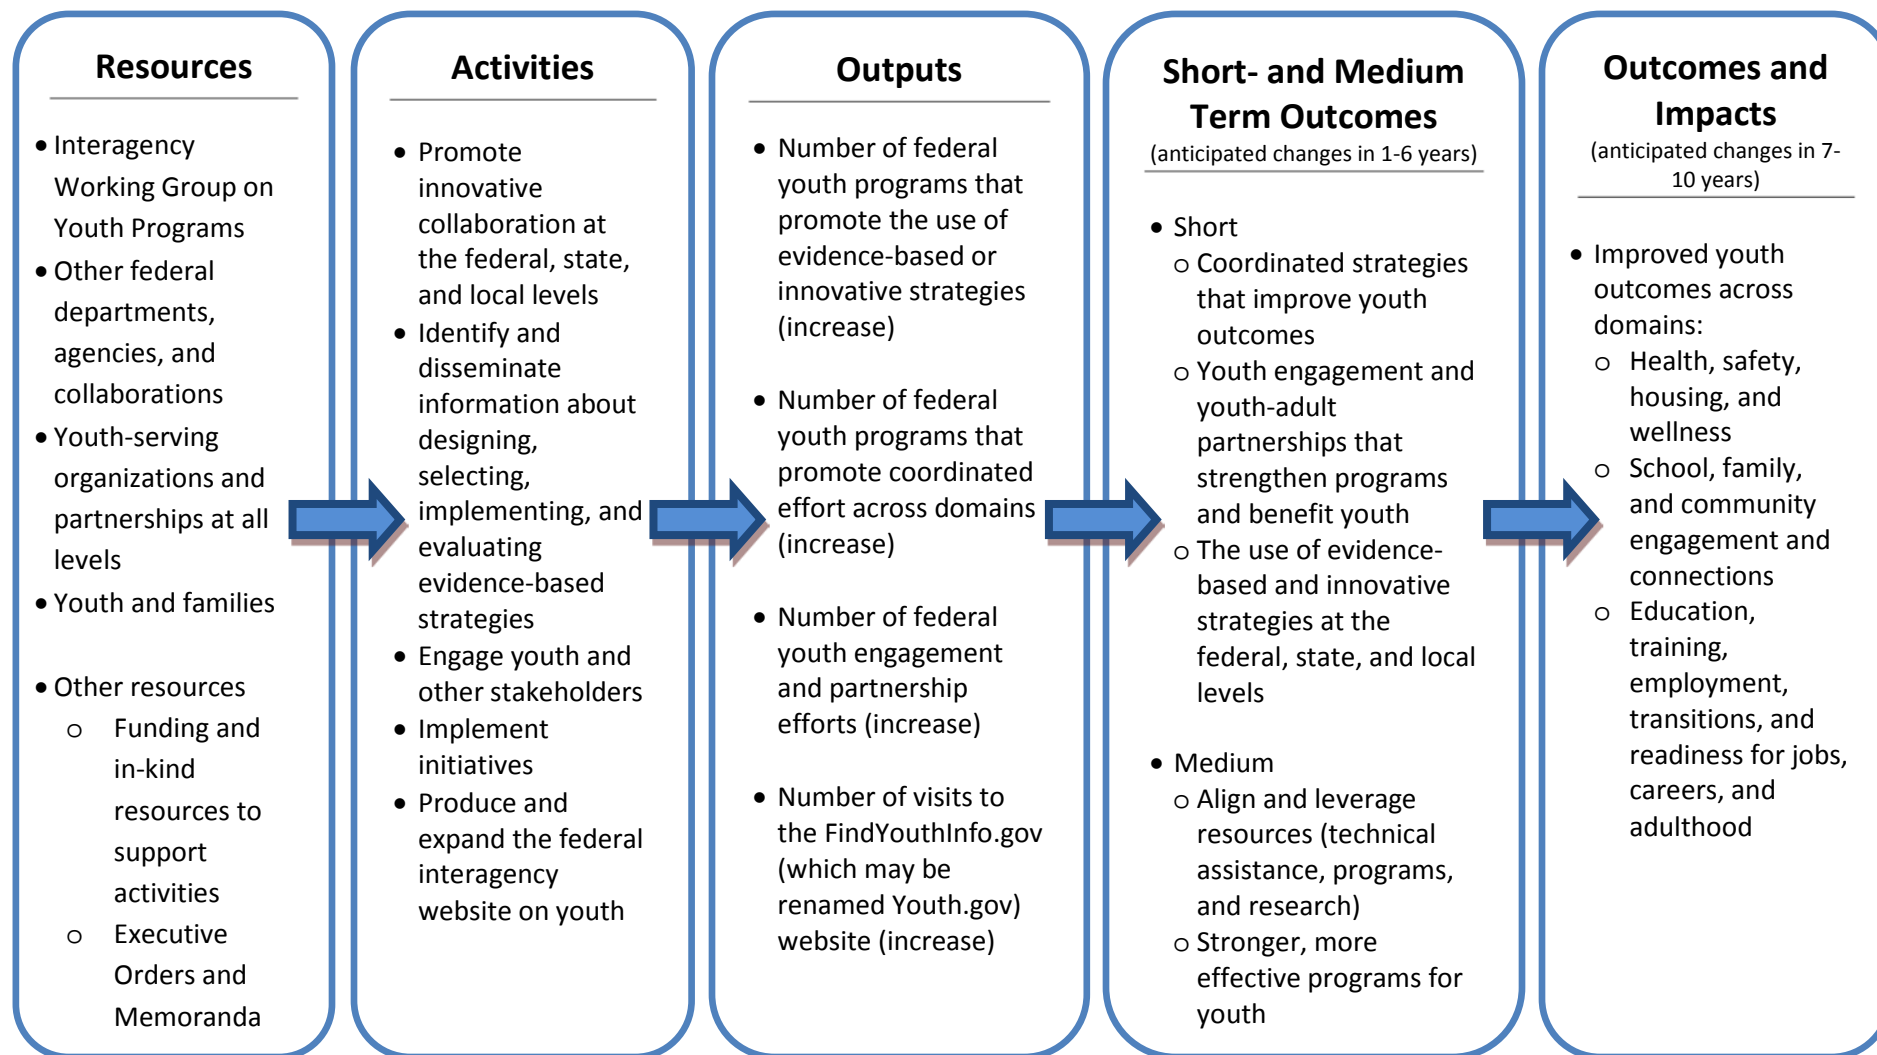 Resources
• Interagency
Working Group on
Youth Programs
• Other federal
departments,
agencies, and
collaborations
• Youth-serving
organizations and
partnerships at all
levels
• Youth and families
• Other resources
o Funding and
in-kind
resources to
support
activities
o Executive
Orders and
Memoranda
Activities
• Promote
innovative
collaboration at
the federal, state,
and local levels
• Identify and
disseminate
information about
designing,
selecting,
implementing, and
evaluating
evidence-based
strategies
• Engage youth and
other stakeholders
• Implement
initiatives
• Produce and
expand the federal
interagency
website on youth
Outputs
• Number of federal
youth programs that
promote the use of
evidence-based or
innovative strategies
(increase)
• Number of federal
youth programs that
promote coordinated
effort across domains
(increase)
• Number of federal
youth engagement
and partnership
efforts (increase)
• Number of visits to
the FindYouthInfo.gov
(which may be
renamed Youth.gov)
website (increase)
Short- and Medium
Term Outcomes
(anticipated changes in 1-6 years)
• Short
o Coordinated strategies
that improve youth
outcomes
o Youth engagement and
youth-adult
partnerships that
strengthen programs
and benefit youth
o The use of evidence-
based and innovative
strategies at the
federal, state, and local
levels
• Medium
o Align and leverage
resources (technical
assistance, programs,
and research)
o Stronger, more
effective programs for
youth
Outcomes and
Impacts
(anticipated changes in 7-
10 years)
• Improved youth
outcomes across
domains:
o Health, safety,
housing, and
wellness
o School, family,
and community
engagement and
connections
o Education,
training,
employment,
transitions, and
readiness for jobs,
careers, and
adulthood